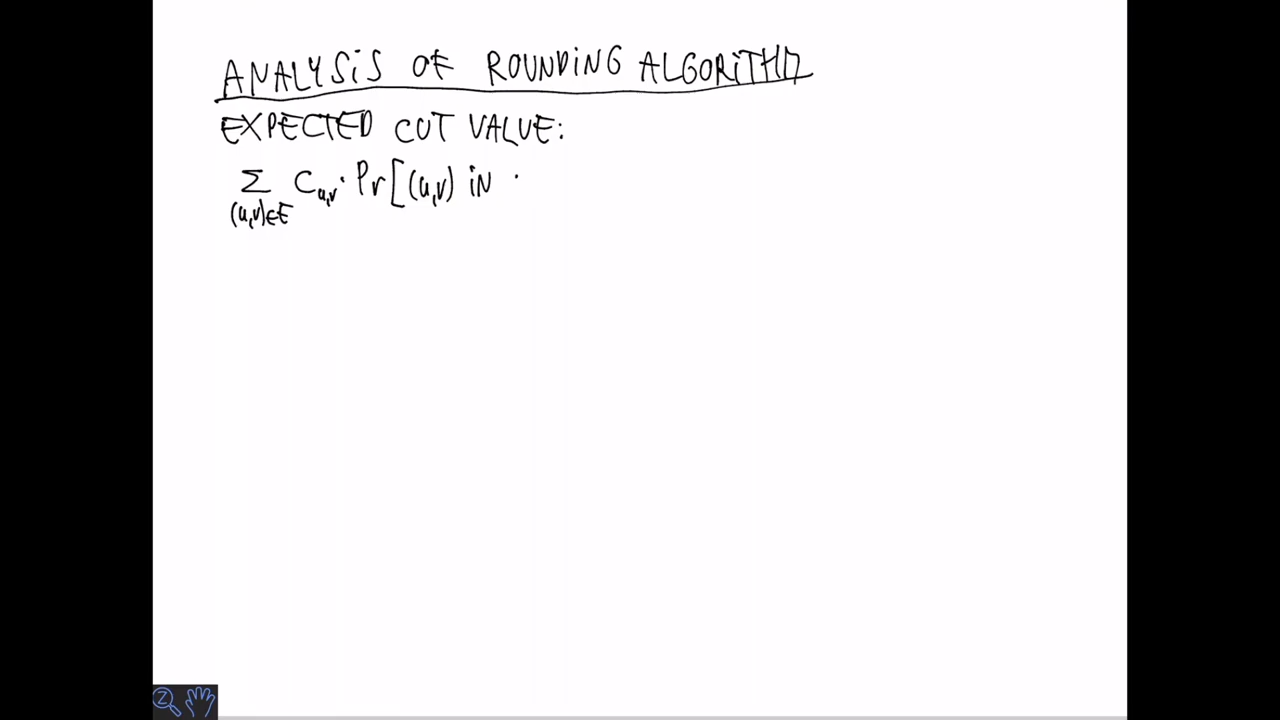 ANALYSIS OF ROUNDING ALGORITHM
EXPECTED CUT VALUE:
Σ C_{u,v} · Pr[(u,v) iN
(u,v)∈E